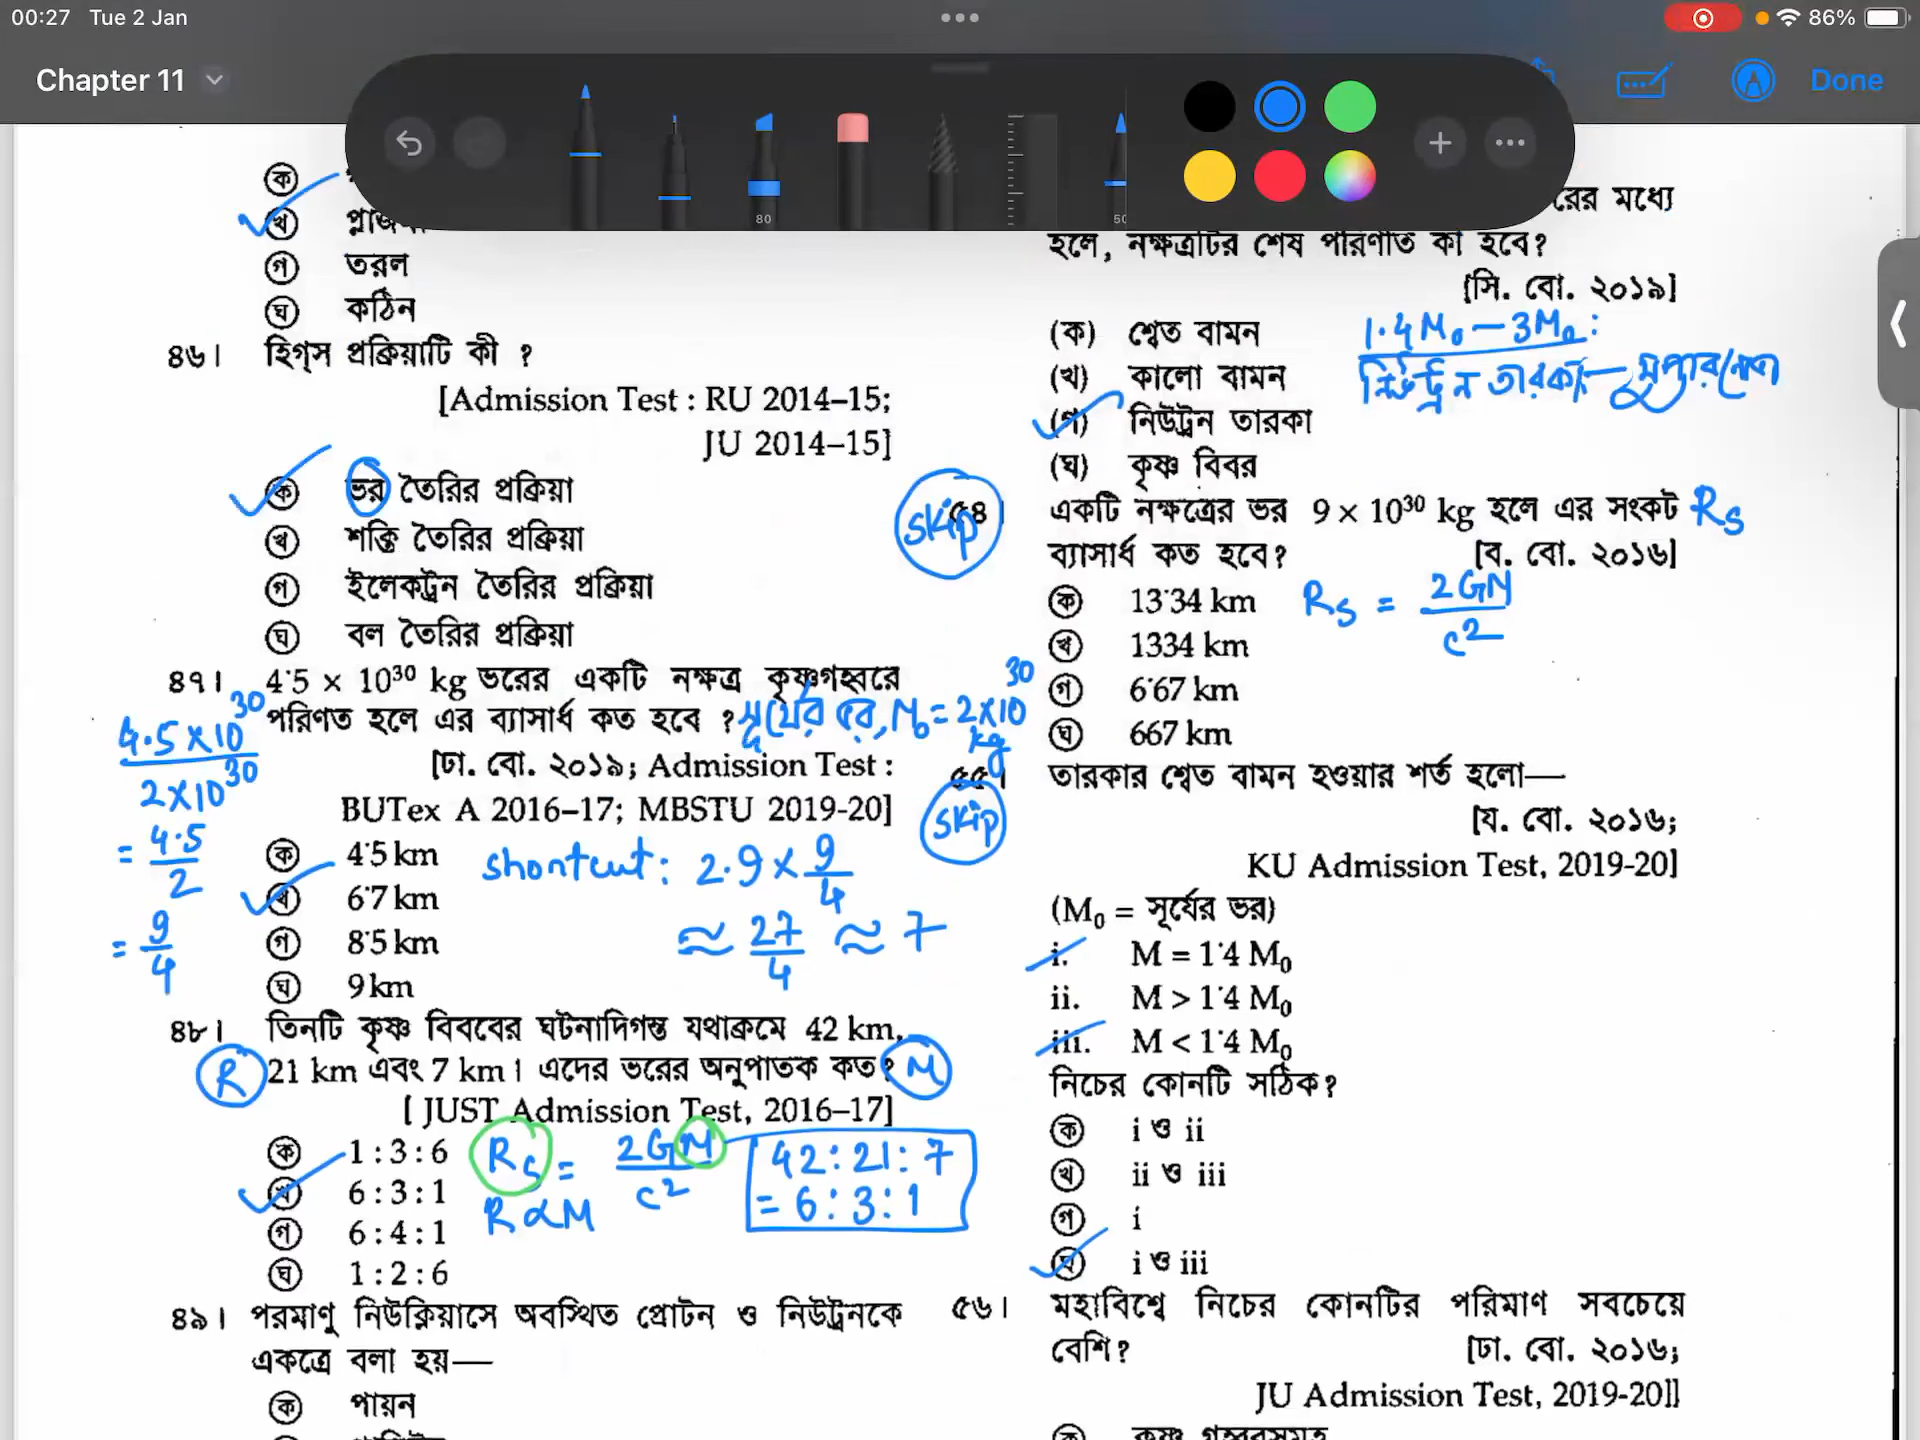 00:27 Tue 2 Jan
86%
Chapter 11
Done
80
50
ক
খ
গ তরল
ঘ কঠিন
৪৬। হিগ্‌স প্রক্রিয়াটি কী ?
[Admission Test : RU 2014–15;
JU 2014–15]
ক ভর তৈরির প্রক্রিয়া
খ শক্তি তৈরির প্রক্রিয়া
গ ইলেকট্রন তৈরির প্রক্রিয়া
ঘ বল তৈরির প্রক্রিয়া
৪৭। 4·5 × 10³⁰ kg ভরের একটি নক্ষত্র কৃষ্ণগহ্বরে
পরিণত হলে এর ব্যাসার্ধ কত হবে ? সূর্যের ভর, M₀ = 2×10³⁰ kg
[ঢা. বো. ২০১৯; Admission Test :
BUTex A 2016–17; MBSTU 2019-20]
4.5×10³⁰
2×10³⁰
= 4.5/2
= 9/4
ক 4·5 km
খ 6·7 km
গ 8·5 km
ঘ 9 km
shortcut: 2.9 × 9/4
≈ 27/4 ≈ 7
৪৮। তিনটি কৃষ্ণ বিববের ঘটনাদিগন্ত যথাক্রমে 42 km,
R 21 km এবং 7 km। এদের ভরের অনুপাতক কত? M
[ JUST Admission Test, 2016–17]
ক 1 : 3 : 6
খ 6 : 3 : 1
গ 6 : 4 : 1
ঘ 1 : 2 : 6
Rs = 2GM/c²
R∝M
42:21:7
= 6:3:1
৪৯। পরমাণু নিউক্লিয়াসে অবস্থিত প্রোটন ও নিউট্রনকে
একত্রে বলা হয়—
ক পায়ন
রের মধ্যে
হলে, নক্ষত্রটির শেষ পরিণতি কী হবে?
[সি. বো. ২০১৯]
(ক) শ্বেত বামন
(খ) কালো বামন
(গ) নিউট্রন তারকা
(ঘ) কৃষ্ণ বিবর
1.4M₀ – 3M₀ :
নিউট্রন তারকা — সুপারনোভা
skip
৫৪। একটি নক্ষত্রের ভর 9 × 10³⁰ kg হলে এর সংকট Rs
ব্যাসার্ধ কত হবে? [ব. বো. ২০১৬]
ক 13·34 km
খ 1334 km
গ 6·67 km
ঘ 667 km
Rs = 2GM/c²
৫৫। তারকার শ্বেত বামন হওয়ার শর্ত হলো—
skip
[য. বো. ২০১৬;
KU Admission Test, 2019-20]
(M₀ = সূর্যের ভর)
i. M = 1·4 M₀
ii. M > 1·4 M₀
iii. M < 1·4 M₀
নিচের কোনটি সঠিক?
ক i ও ii
খ ii ও iii
গ i
ঘ i ও iii
৫৬। মহাবিশ্বে নিচের কোনটির পরিমাণ সবচেয়ে
বেশি? [ঢা. বো. ২০১৬;
JU Admission Test, 2019-20]]